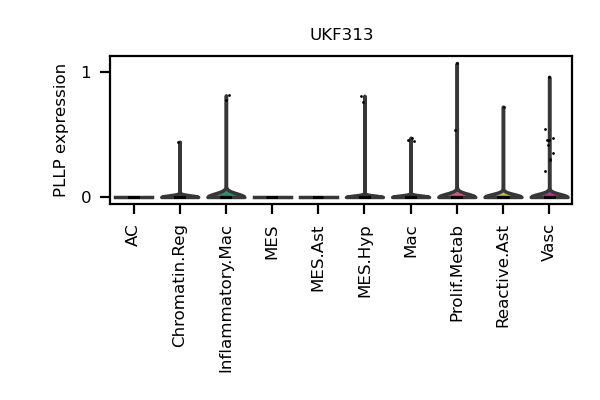 UKF313
PLLP expression
1
0
AC
Chromatin.Reg
Inflammatory.Mac
MES
MES.Ast
MES.Hyp
Mac
Prolif.Metab
Reactive.Ast
Vasc